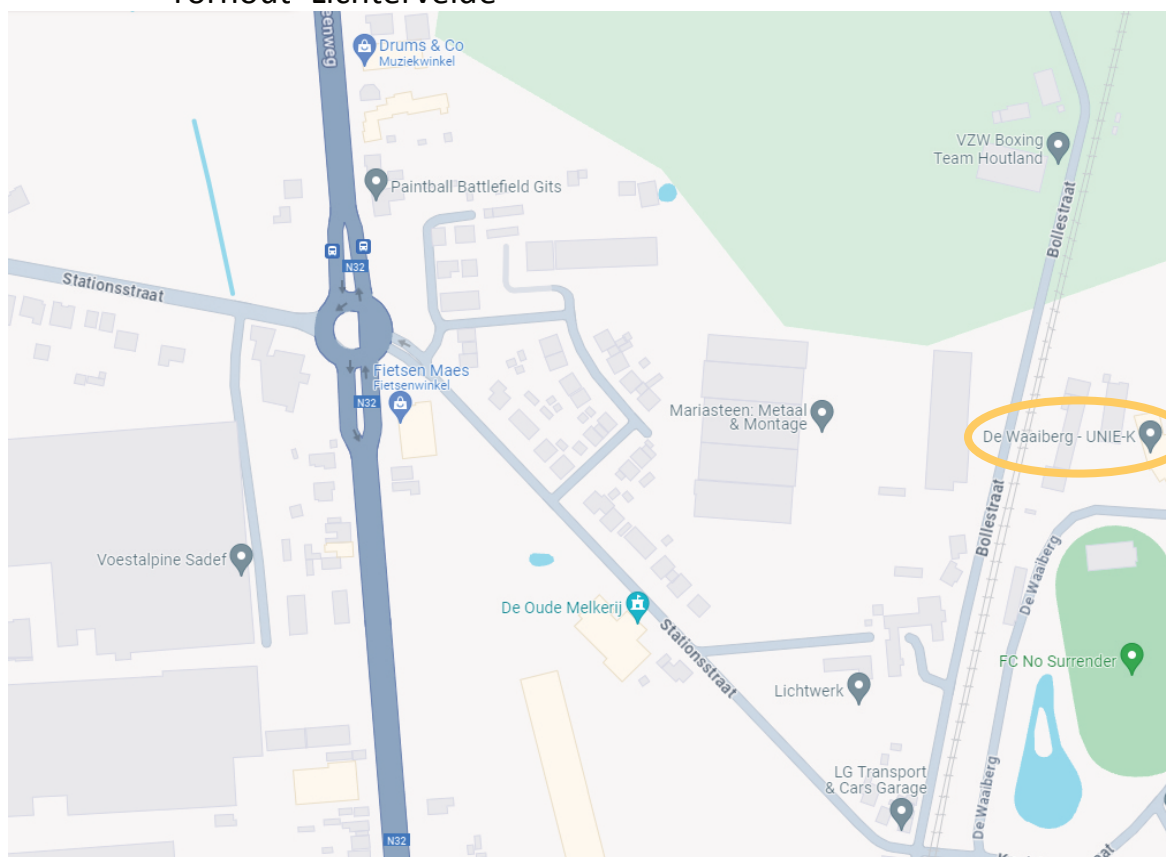 Torhout- Lichtervelde
Drums & Co
Muziekwinkel
VZW Boxing
Team Houtland
Paintball Battlefield Gits
Bollestraat
N32
Stationsstraat
Fietsen Maes
Fietsenwinkel
N32
Mariasteen: Metaal
& Montage
De Waaiberg - UNIE-K
Bollestraat
Voestalpine Sadef
De Waaiberg
De Oude Melkerij
Stationsstraat
FC No Surrender
Lichtwerk
LG Transport
& Cars Garage
De Waaiberg
N32